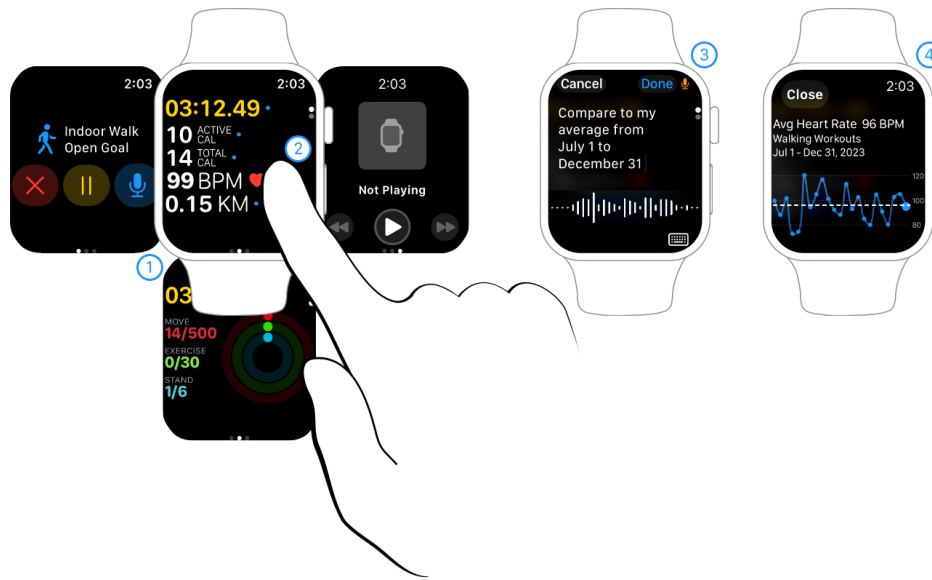 2:03
Indoor Walk
Open Goal
2:03
03:12.49
10 ACTIVE CAL
14 TOTAL CAL
99 BPM
0.15 KM
2
2:03
Not Playing
1
03
MOVE
14/500
EXERCISE
0/30
STAND
1/6
3
Cancel Done
Compare to my
average from
July 1 to
December 31
4
Close 2:03
Avg Heart Rate 96 BPM
Walking Workouts
Jul 1 - Dec 31, 2023
120
100
80